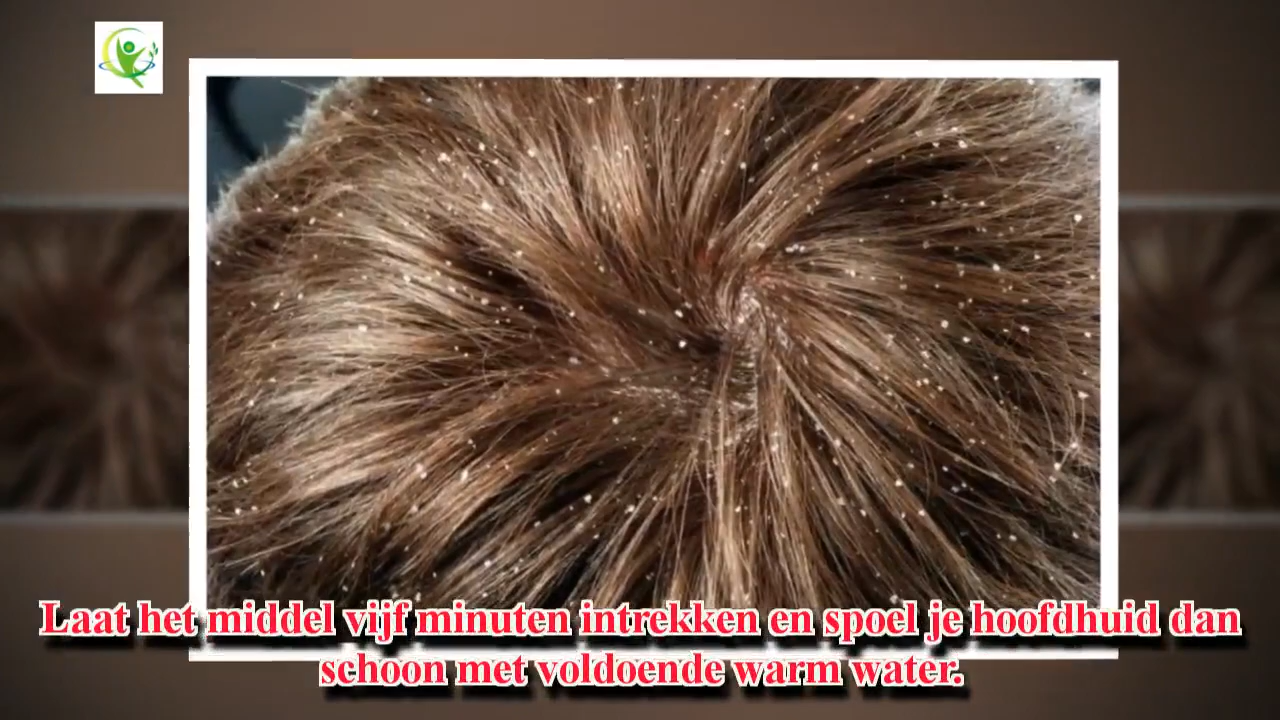 Laat het middel vijf minuten intrekken en spoel je hoofdhuid dan
schoon met voldoende warm water.